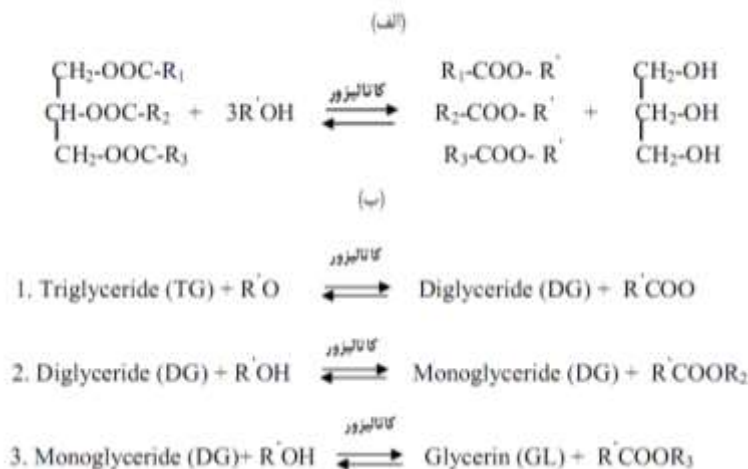 (الف)
کاتالیزور
CH₂-OOC-R₁ R₁-COO- R' CH₂-OH
CH-OOC-R₂ + 3R'OH R₂-COO- R' + CH₂-OH
CH₂-OOC-R₃ R₃-COO- R' CH₂-OH
(ب)
کاتالیزور
1. Triglyceride (TG) + R'O Diglyceride (DG) + R'COO
کاتالیزور
2. Diglyceride (DG) + R'OH Monoglyceride (DG) + R'COOR₂
کاتالیزور
3. Monoglyceride (DG)+ R'OH Glycerin (GL) + R'COOR₃